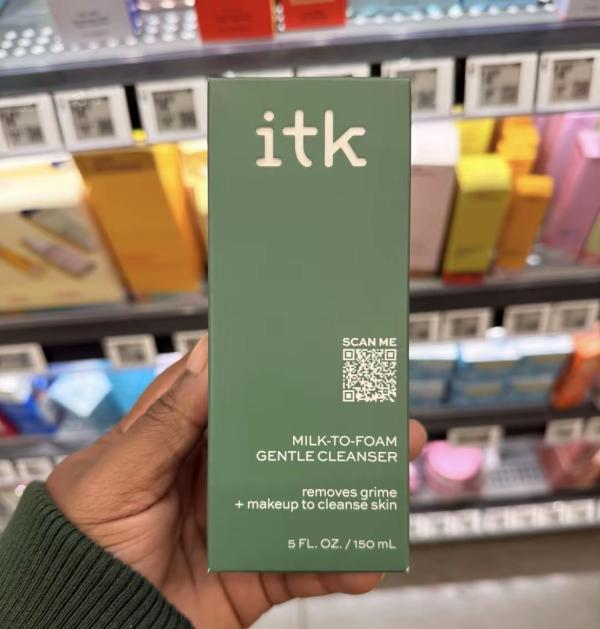 itk
SCAN ME
MILK-TO-FOAM
GENTLE CLEANSER
removes grime
+ makeup to cleanse skin
5 FL. OZ. / 150 mL